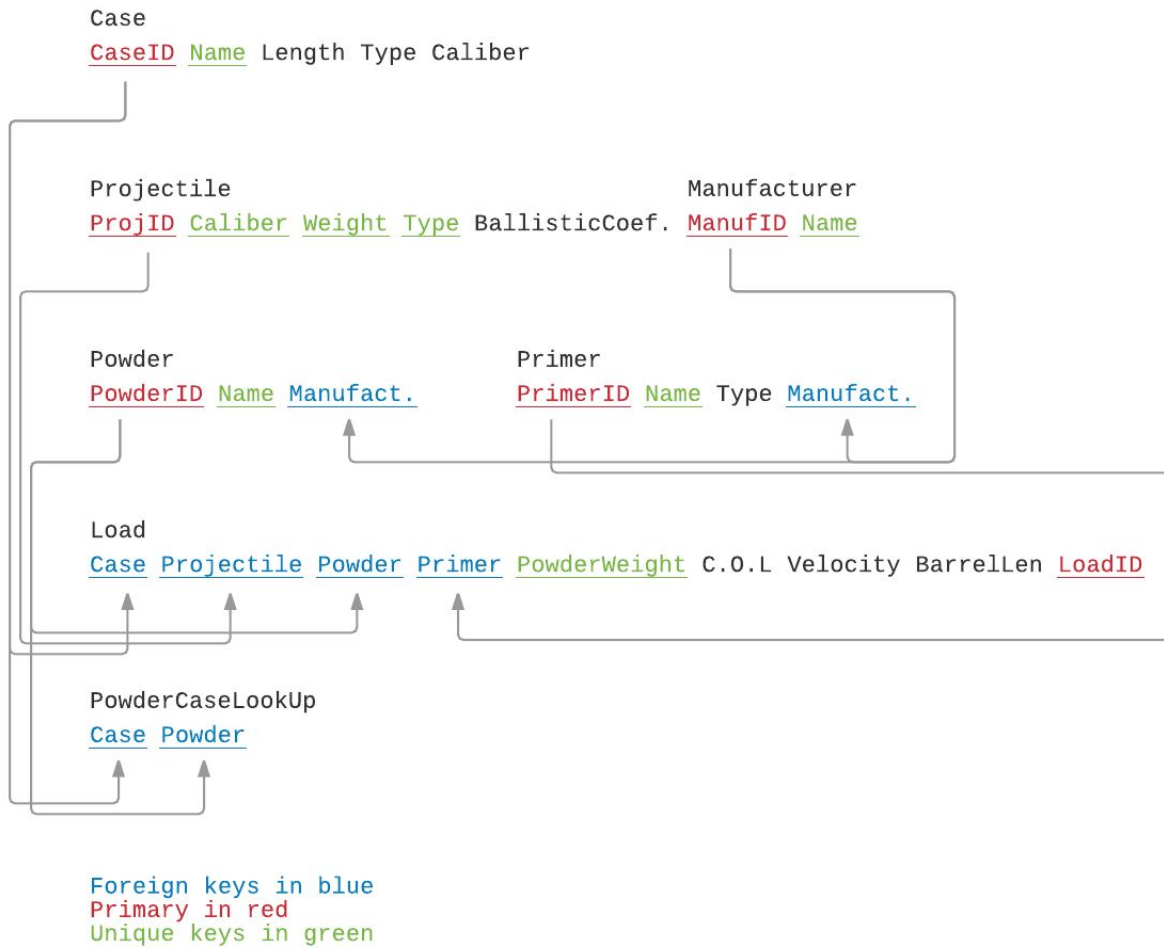 Case
CaseID Name Length Type Caliber
Projectile
ProjID Caliber Weight Type BallisticCoef.
Manufacturer
ManufID Name
Powder
PowderID Name Manufact.
Primer
PrimerID Name Type Manufact.
Load
Case Projectile Powder Primer PowderWeight C.O.L Velocity BarrelLen LoadID
PowderCaseLookUp
Case Powder
Foreign keys in blue
Primary in red
Unique keys in green